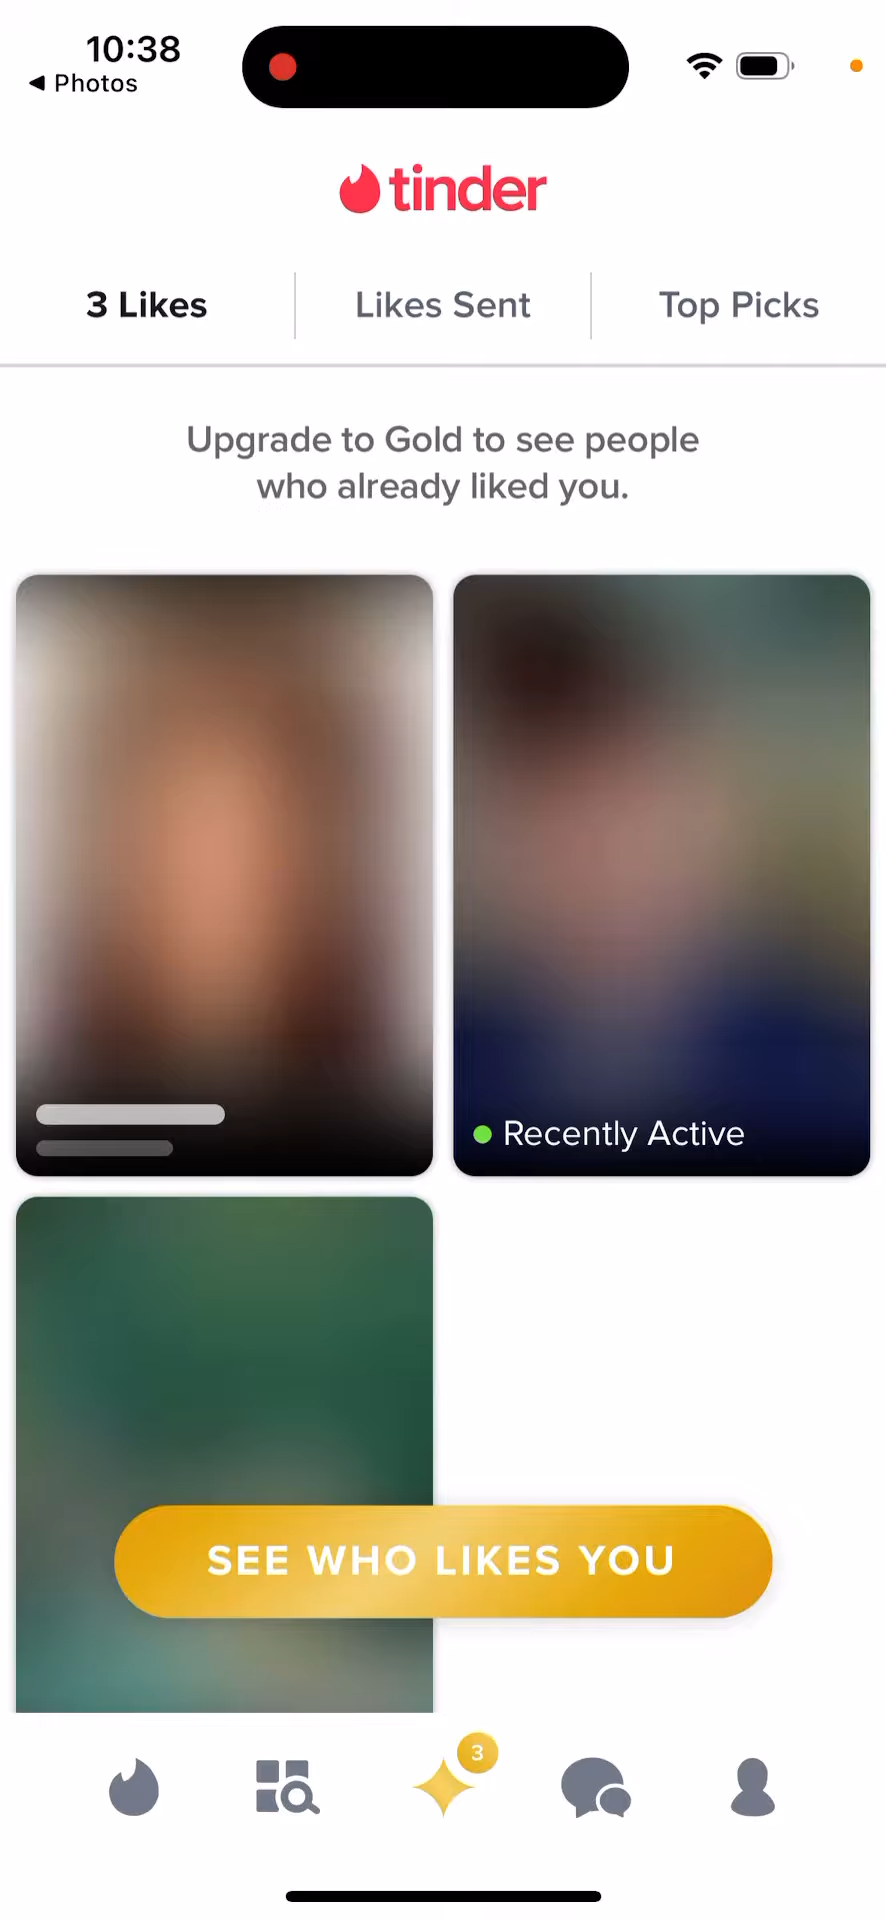 10:38
◀ Photos
tinder
3 Likes
Likes Sent
Top Picks
Upgrade to Gold to see people
who already liked you.
Recently Active
SEE WHO LIKES YOU
3